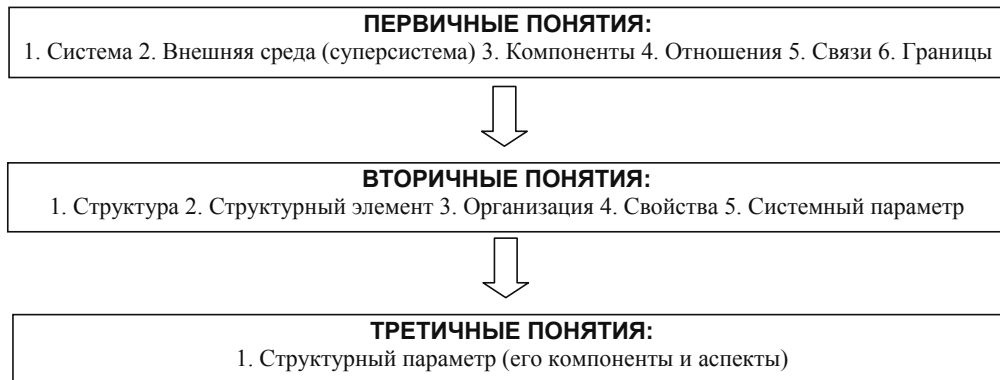 ПЕРВИЧНЫЕ ПОНЯТИЯ:
1. Система 2. Внешняя среда (суперсистема) 3. Компоненты 4. Отношения 5. Связи 6. Границы
ВТОРИЧНЫЕ ПОНЯТИЯ:
1. Структура 2. Структурный элемент 3. Организация 4. Свойства 5. Системный параметр
ТРЕТИЧНЫЕ ПОНЯТИЯ:
1. Структурный параметр (его компоненты и аспекты)